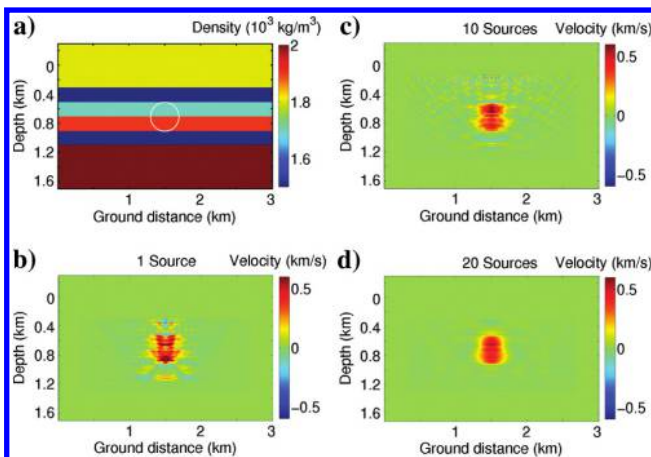 a)
Density (10³ kg/m³)
0
0.4
0.8
1.2
1.6
Depth (km)
1 2 3
Ground distance (km)
2
1.8
1.6
b)
1 Source
Velocity (km/s)
0
0.4
0.8
1.2
1.6
Depth (km)
1 2 3
Ground distance (km)
0.5
0
−0.5
c)
10 Sources
Velocity (km/s)
0
0.4
0.8
1.2
1.6
Depth (km)
1 2 3
Ground distance (km)
0.5
0
−0.5
d)
20 Sources
Velocity (km/s)
0
0.4
0.8
1.2
1.6
Depth (km)
1 2 3
Ground distance (km)
0.5
0
−0.5